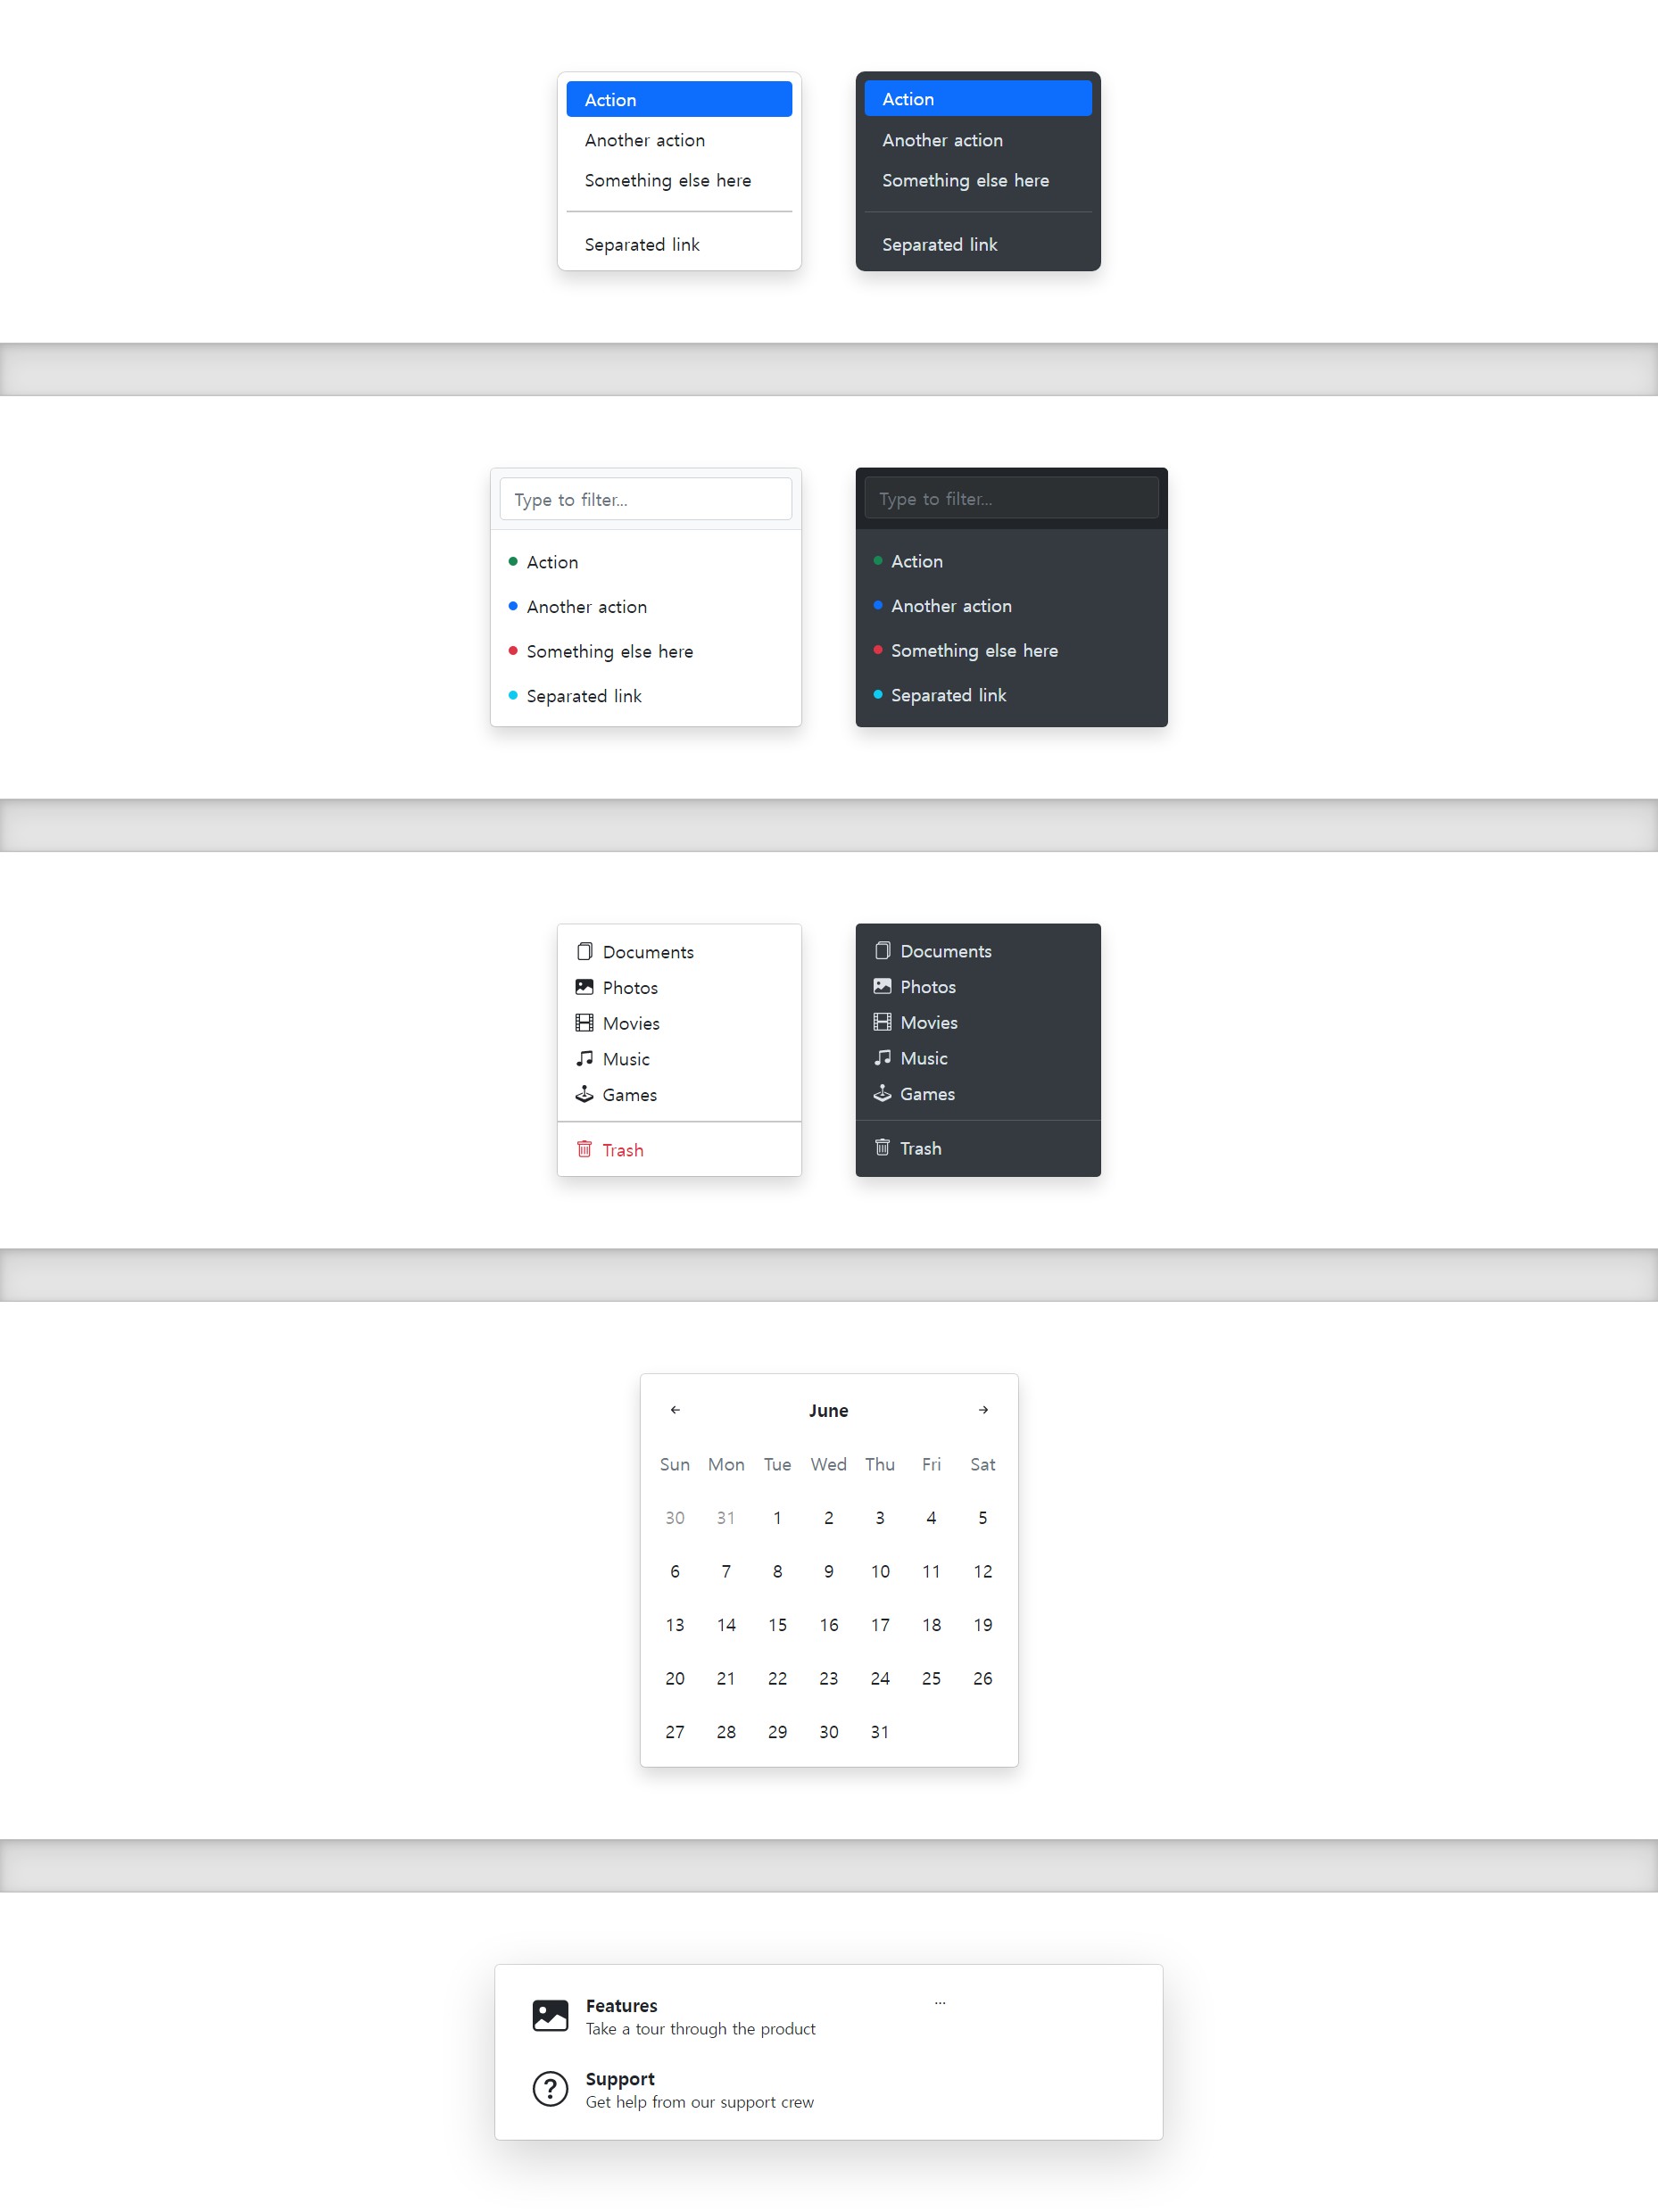 Action
Another action
Something else here
Separated link
Action
Another action
Something else here
Separated link
Type to filter...
Action
Another action
Something else here
Separated link
Type to filter...
Action
Another action
Something else here
Separated link
Documents
Photos
Movies
Music
Games
Trash
Documents
Photos
Movies
Music
Games
Trash
June
Sun Mon Tue Wed Thu Fri Sat
30 31 1 2 3 4 5
6 7 8 9 10 11 12
13 14 15 16 17 18 19
20 21 22 23 24 25 26
27 28 29 30 31
Features
Take a tour through the product
Support
Get help from our support crew
...